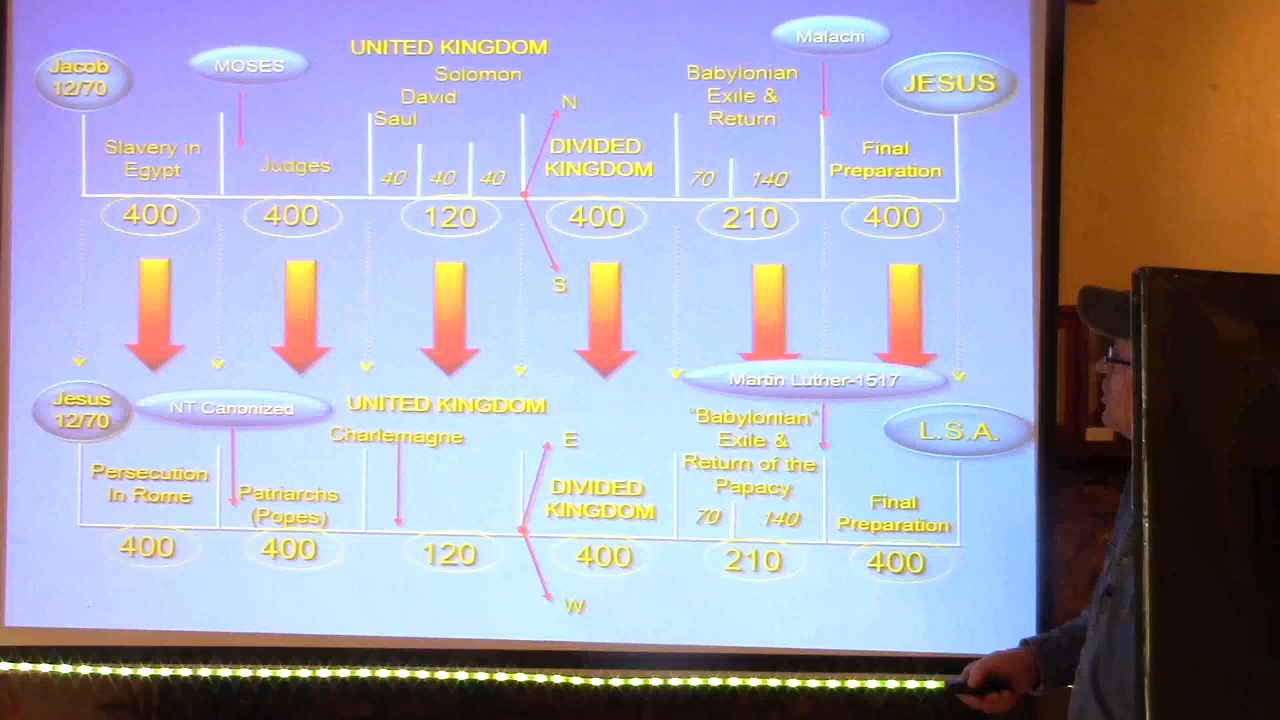 Jacob
12/70
MOSES
UNITED KINGDOM
Solomon
David
Saul
Malachi
JESUS
Slavery in
Egypt
Judges
40 40 40
N
DIVIDED
KINGDOM
S
Babylonian
Exile &
Return
70 140
Final
Preparation
400 400 120 400 210 400
Jesus
12/70
NT Canonized
UNITED KINGDOM
Charlemagne
Martin Luther-1517
L.S.A.
Persecution
In Rome
Patriarchs
(Popes)
E
DIVIDED
KINGDOM
W
"Babylonian"
Exile &
Return of the
Papacy
70 140
Final
Preparation
400 400 120 400 210 400